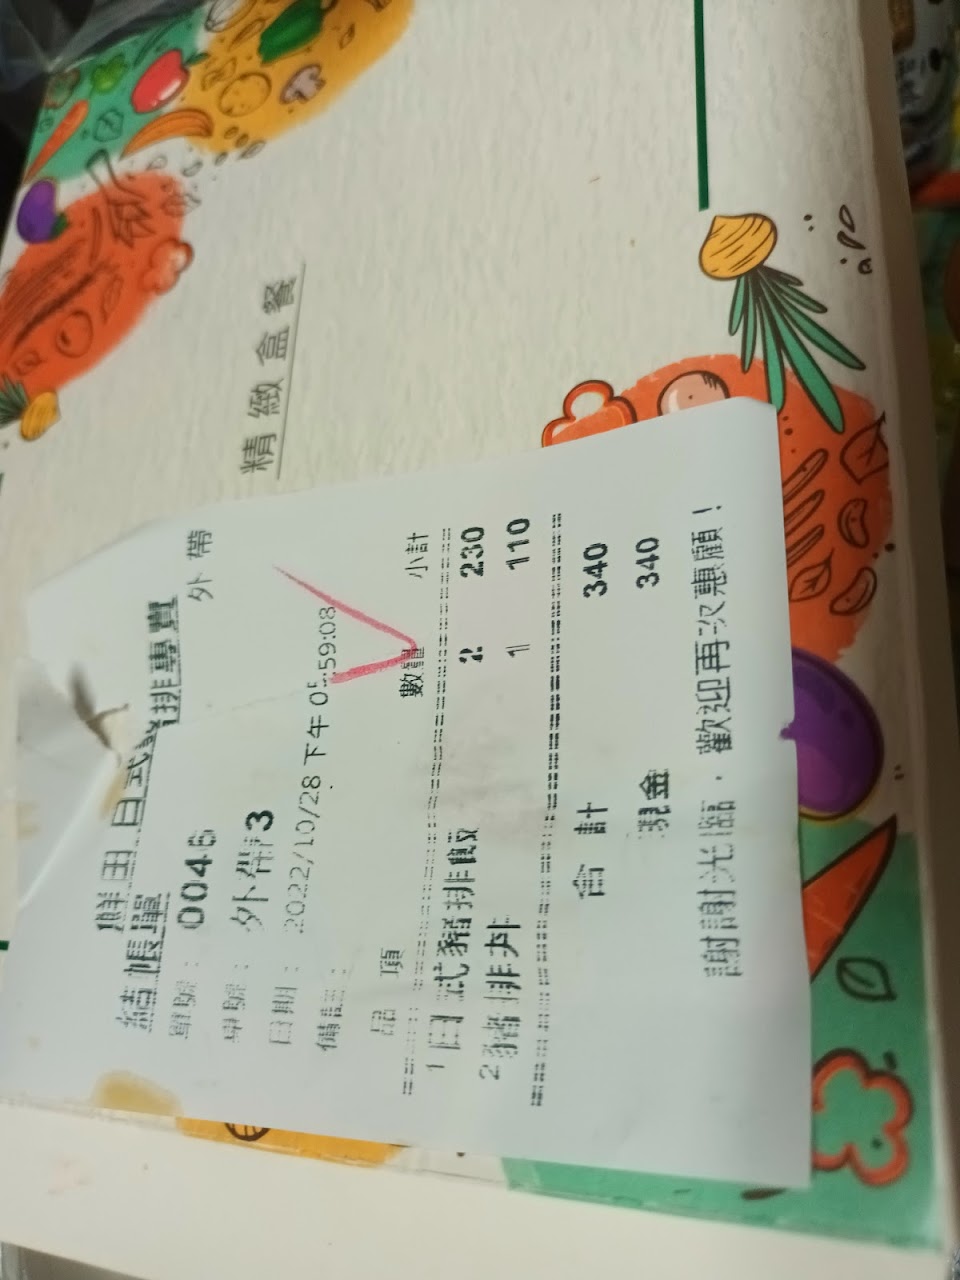 精緻盒餐
鮮田日式豬排專賣
結帳單 外帶
單號： 0046
桌號： 外帶3
日期： 2022/10/28 下午 05:59:08
備註：
品項 數量 小計
1 日式豬排飯 2 230
2 豬排丼 1 110
合計 340
現金 340
謝謝光臨，歡迎再次惠顧！